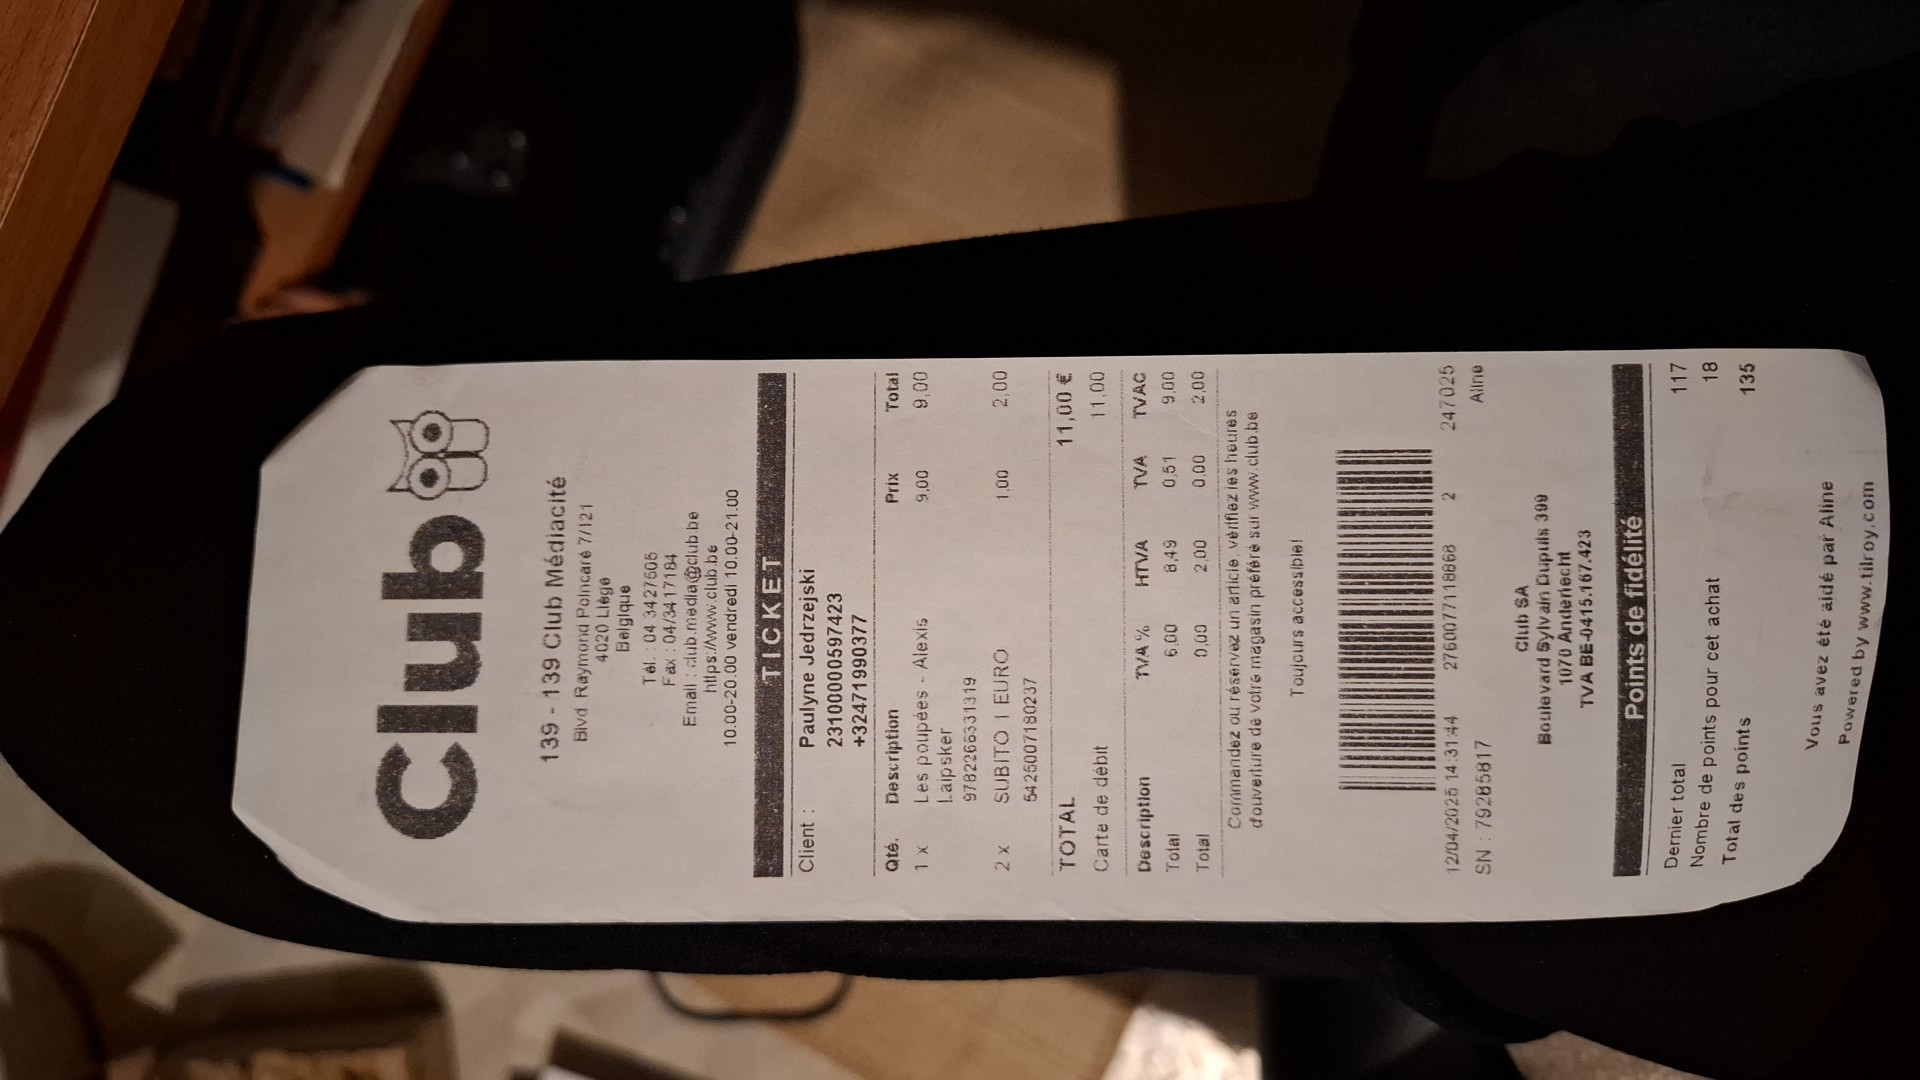 Club
139 - 139 Club Médiacité
Blvd Raymond Poincaré 7/121
4020 Liège
Belgique
Tél. : 04 3427606
Fax : 04/3417184
Email : club.media@club.be
https://www.club.be
10.00-20.00 vendredi 10.00-21.00
TICKET
Client : Paulyne Jedrzejski
2310000597423
+32471990377
Qté. Description Prix Total
1 x Les poupées - Alexis 9,00 9,00
Laipsker
9782266331319
2 x SUBITO 1 EURO 1,00 2,00
5425007180237
TOTAL 11,00 €
Carte de débit 11,00
Description TVA % HTVA TVA TVAC
Total 6,00 8,49 0,51 9,00
Total 0,00 2,00 0,00 2,00
Commandez ou réservez un article, vérifiez les heures
d'ouverture de votre magasin préféré sur www.club.be
Toujours accessible!
12/04/2025 14:31:44 2760077118868 2 247025
SN : 79285817 Aline
Club SA
Boulevard Sylvain Dupuis 399
1070 Anderlecht
TVA BE-0415.167.423
Points de fidélité
Dernier total 117
Nombre de points pour cet achat 18
Total des points 135
Vous avez été aidé par Aline
Powered by www.tilroy.com